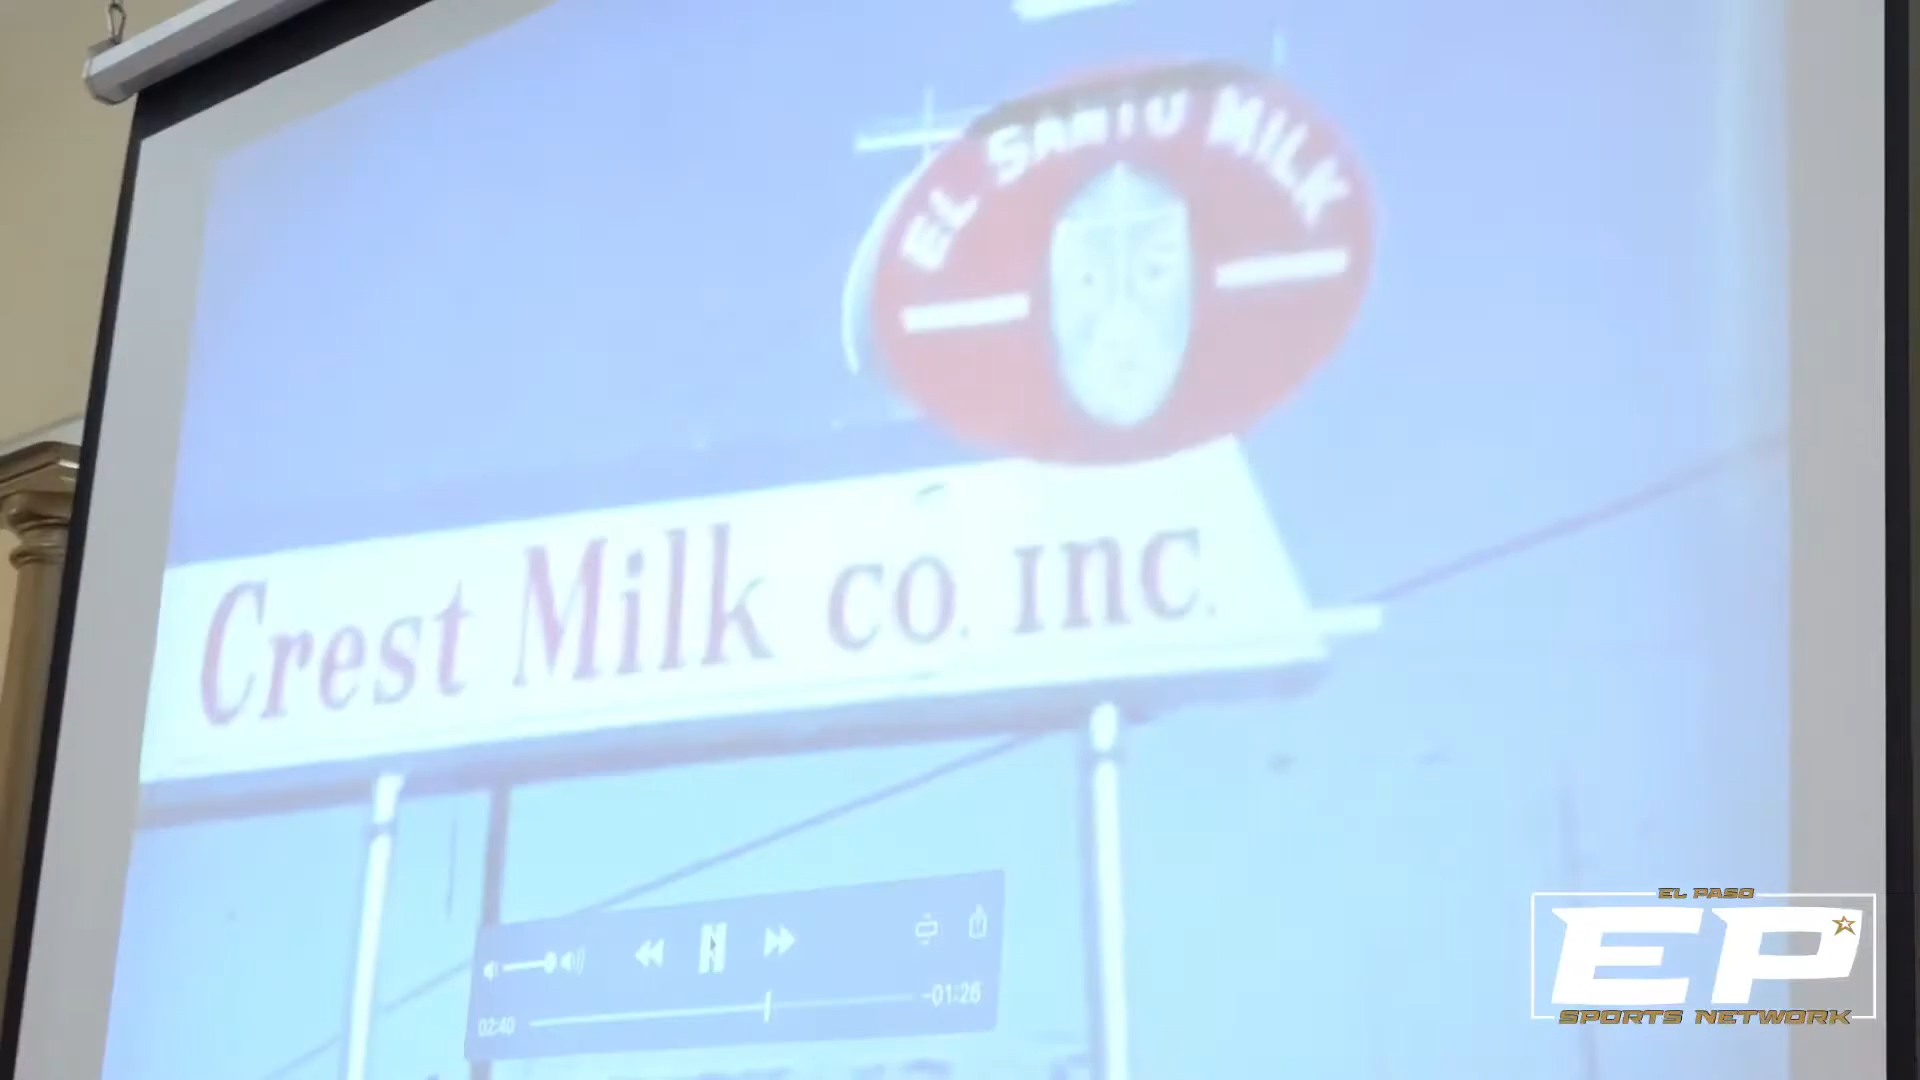 EL SANTO MILK
Crest Milk co. inc.
02:40
-01:26
EL PASO
EP
SPORTS NETWORK